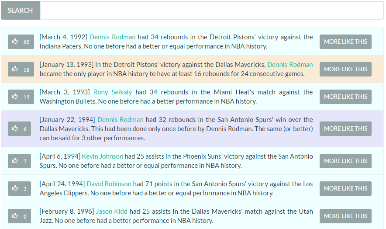 SEARCH
[March 4, 1992] Dennis Rodman had 34 rebounds in the Detroit Pistons' victory against the
Indiana Pacers. No one before had a better or equal performance in NBA history.
MORE LIKE THIS
[January 13, 1993] In the Detroit Pistons' victory against the Dallas Mavericks, Dennis Rodman
became the only player in NBA history to have at least 16 rebounds for 24 consecutive games.
MORE LIKE THIS
[March 3, 1993] Rony Seikaly had 34 rebounds in the Miami Heat's match against the
Washington Bullets. No one before had a better or equal performance in NBA history.
MORE LIKE THIS
[January 22, 1994] Dennis Rodman had 32 rebounds in the San Antonio Spurs' win over the
Dallas Mavericks. This had been done only once before by Dennis Rodman. The same (or better)
can be said for 3 other performances.
MORE LIKE THIS
[April 6, 1994] Kevin Johnson had 25 assists in the Phoenix Suns' victory against the San Antonio
Spurs. No one before had a better or equal performance in NBA history.
MORE LIKE THIS
[April 24, 1994] David Robinson had 71 points in the San Antonio Spurs' victory against the Los
Angeles Clippers. No one before had a better or equal performance in NBA history.
MORE LIKE THIS
[February 8, 1996] Jason Kidd had 25 assists in the Dallas Mavericks' match against the Utah
Jazz. No one before had a better or equal performance in NBA history.
MORE LIKE THIS